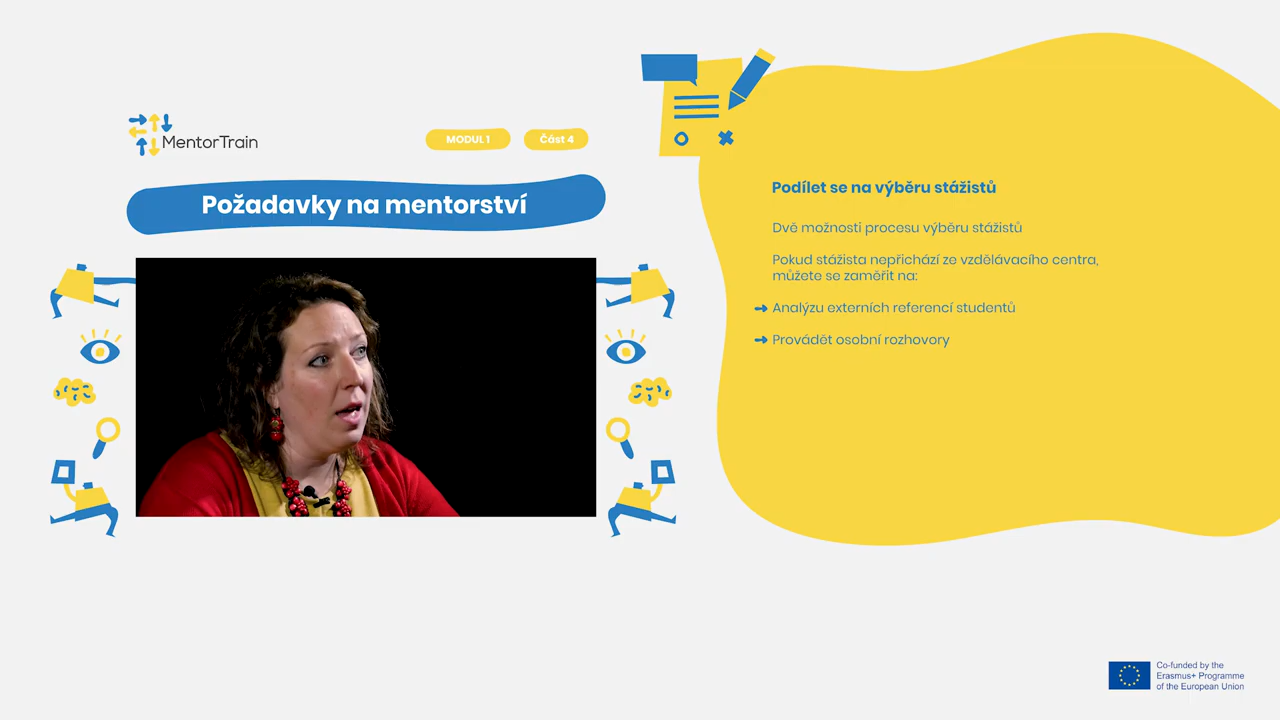 MentorTrain
MODUL 1
Část 4
Požadavky na mentorství
Podílet se na výběru stážistů
Dvě možnosti procesu výběru stážistů
Pokud stážista nepřichází ze vzdělávacího centra,
můžete se zaměřit na:
Analýzu externích referencí studentů
Provádět osobní rozhovory
Co-funded by the
Erasmus+ Programme
of the European Union